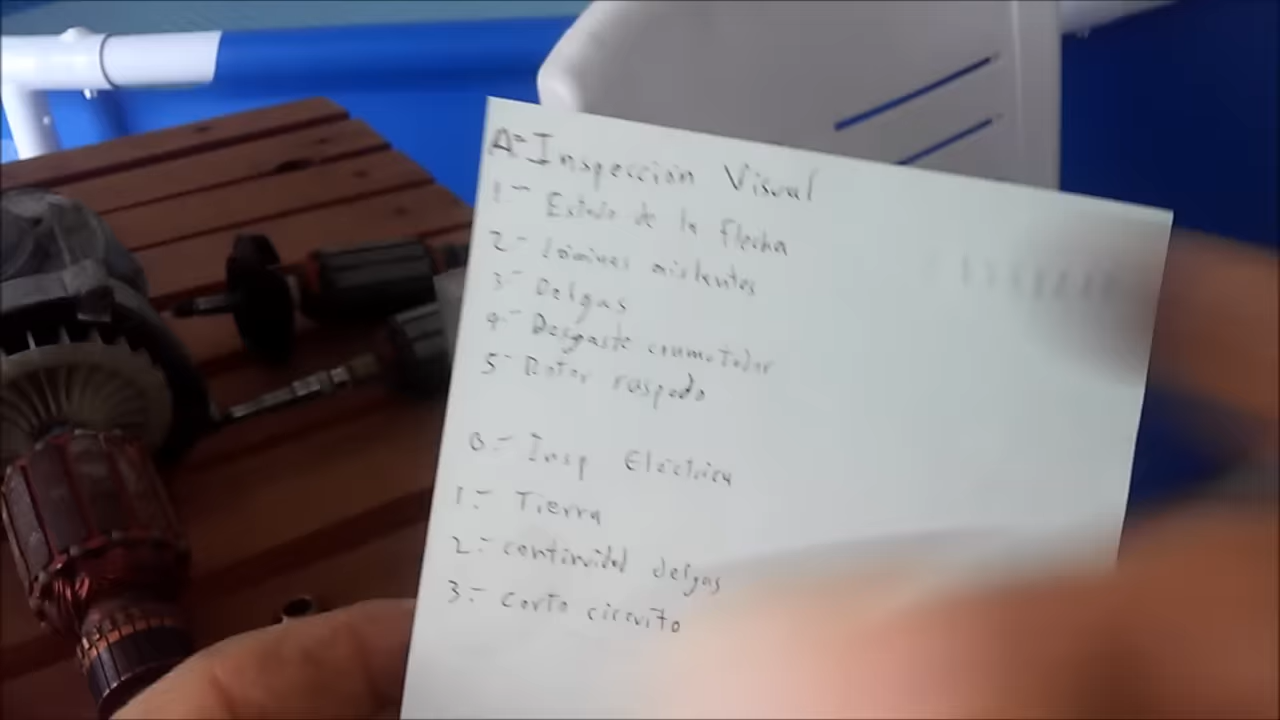 A- Inspeccion Visual
1.- Estado de la flecha
2- Láminas aislantes
3- Delgas
4- Desgaste conmutador
5- Rotor raspado
B.- Insp Electrica
1.- Tierra
2.- continuidad delgas
3.- corto circuito